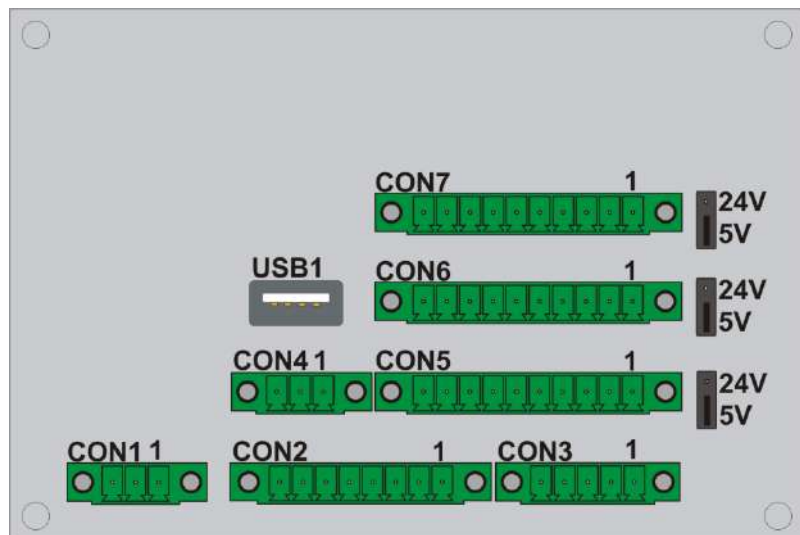 CON7 1
24V
5V
USB1
CON6 1
24V
5V
CON4 1
CON5 1
24V
5V
CON1 1
CON2 1
CON3 1